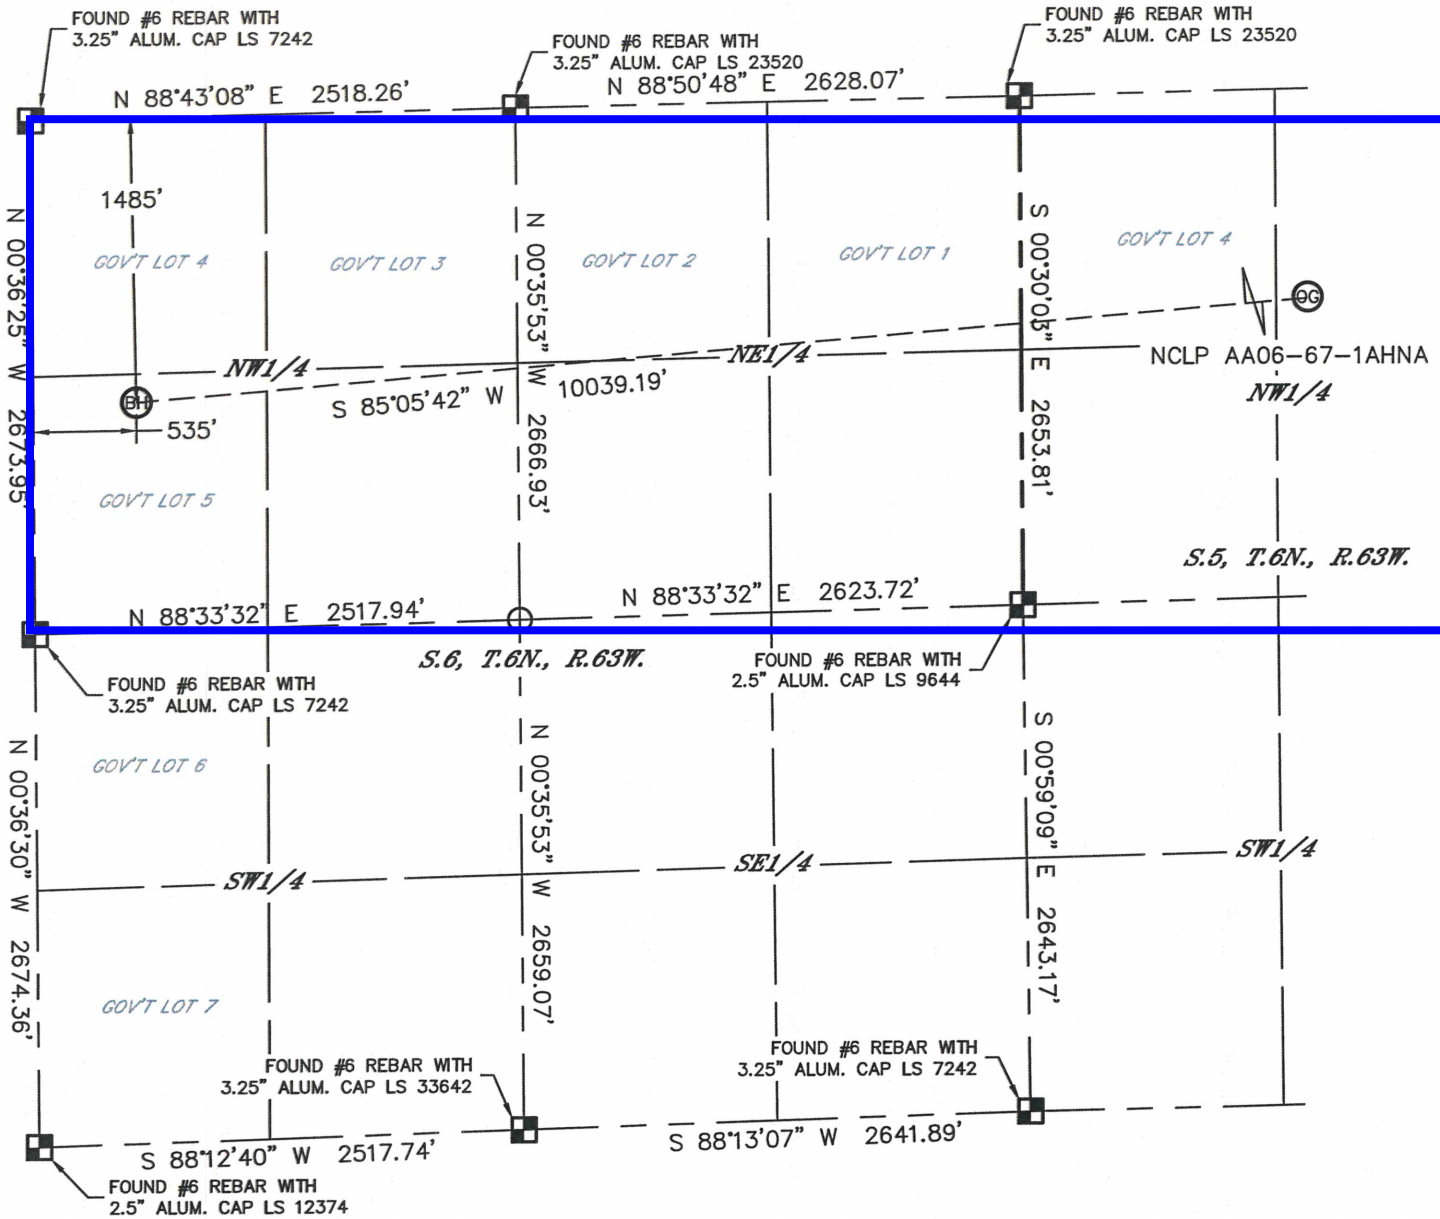 FOUND #6 REBAR WITH
3.25" ALUM. CAP LS 7242
FOUND #6 REBAR WITH
3.25" ALUM. CAP LS 23520
FOUND #6 REBAR WITH
3.25" ALUM. CAP LS 23520
N 88°43'08" E 2518.26'
N 88°50'48" E 2628.07'
1485'
N 00°36'25" W 2673.95'
N 00°35'53" W 2666.93'
S 00°30'03" E 2653.81'
GOV'T LOT 4
GOV'T LOT 3
GOV'T LOT 2
GOV'T LOT 1
GOV'T LOT 4
OG
NW1/4
NE1/4
NCLP AA06-67-1AHNA
NW1/4
BH
S 85°05'42" W 10039.19'
535'
GOV'T LOT 5
S.5, T.6N., R.63W.
N 88°33'32" E 2517.94'
N 88°33'32" E 2623.72'
S.6, T.6N., R.63W.
FOUND #6 REBAR WITH
2.5" ALUM. CAP LS 9644
FOUND #6 REBAR WITH
3.25" ALUM. CAP LS 7242
N 00°36'30" W 2674.36'
N 00°35'53" W 2659.07'
S 00°59'09" E 2643.17'
GOV'T LOT 6
SW1/4
SE1/4
SW1/4
GOV'T LOT 7
FOUND #6 REBAR WITH
3.25" ALUM. CAP LS 33642
FOUND #6 REBAR WITH
3.25" ALUM. CAP LS 7242
S 88°12'40" W 2517.74'
S 88°13'07" W 2641.89'
FOUND #6 REBAR WITH
2.5" ALUM. CAP LS 12374